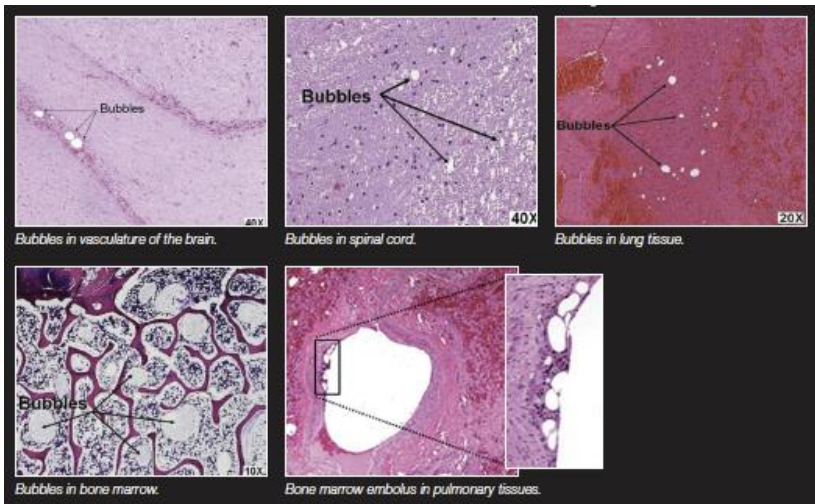 Bubbles
40X
Bubbles in vasculature of the brain.
Bubbles
40X
Bubbles in spinal cord.
Bubbles
20X
Bubbles in lung tissue.
Bubbles
10X
Bubbles in bone marrow.
Bone marrow embolus in pulmonary tissues.